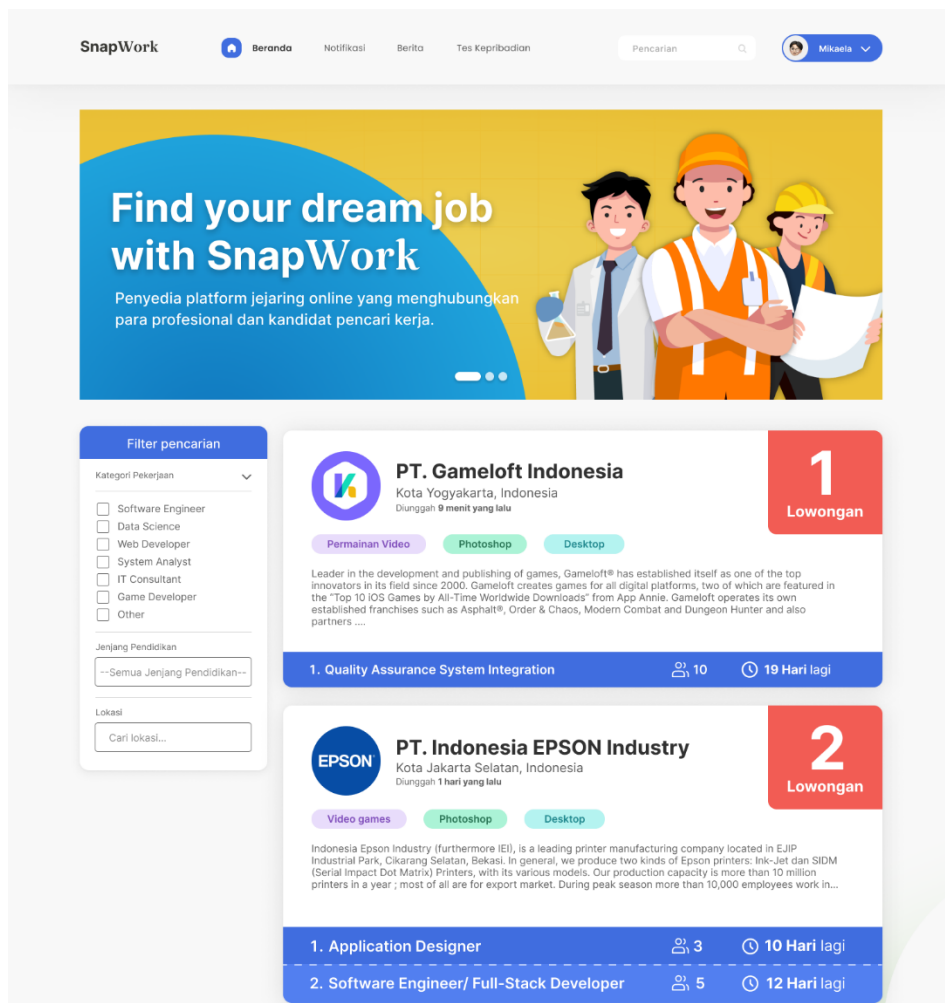 SnapWork
Beranda
Notifikasi
Berita
Tes Kepribadian
Pencarian
Mikaela
Find your dream job
with SnapWork
Penyedia platform jejaring online yang menghubungkan
para profesional dan kandidat pencari kerja.
Filter pencarian
Kategori Pekerjaan
Software Engineer
Data Science
Web Developer
System Analyst
IT Consultant
Game Developer
Other
Jenjang Pendidikan
--Semua Jenjang Pendidikan--
Lokasi
Cari lokasi...
PT. Gameloft Indonesia
Kota Yogyakarta, Indonesia
Diunggah 9 menit yang lalu
1
Lowongan
Permainan Video
Photoshop
Desktop
Leader in the development and publishing of games, Gameloft® has established itself as one of the top
innovators in its field since 2000. Gameloft creates games for all digital platforms, two of which are featured in
the “Top 10 iOS Games by All-Time Worldwide Downloads” from App Annie. Gameloft operates its own
established franchises such as Asphalt®, Order & Chaos, Modern Combat and Dungeon Hunter and also
partners ....
1. Quality Assurance System Integration
10
19 Hari lagi
EPSON
PT. Indonesia EPSON Industry
Kota Jakarta Selatan, Indonesia
Diunggah 1 hari yang lalu
2
Lowongan
Video games
Photoshop
Desktop
Indonesia Epson Industry (furthermore IEI), is a leading printer manufacturing company located in EJIP
Industrial Park, Cikarang Selatan, Bekasi. In general, we produce two kinds of Epson printers: Ink-Jet dan SIDM
(Serial Impact Dot Matrix) Printers, with its various models. Our production capacity is more than 10 million
printers in a year ; most of all are for export market. During peak season more than 10,000 employees work in...
1. Application Designer
3
10 Hari lagi
2. Software Engineer/ Full-Stack Developer
5
12 Hari lagi